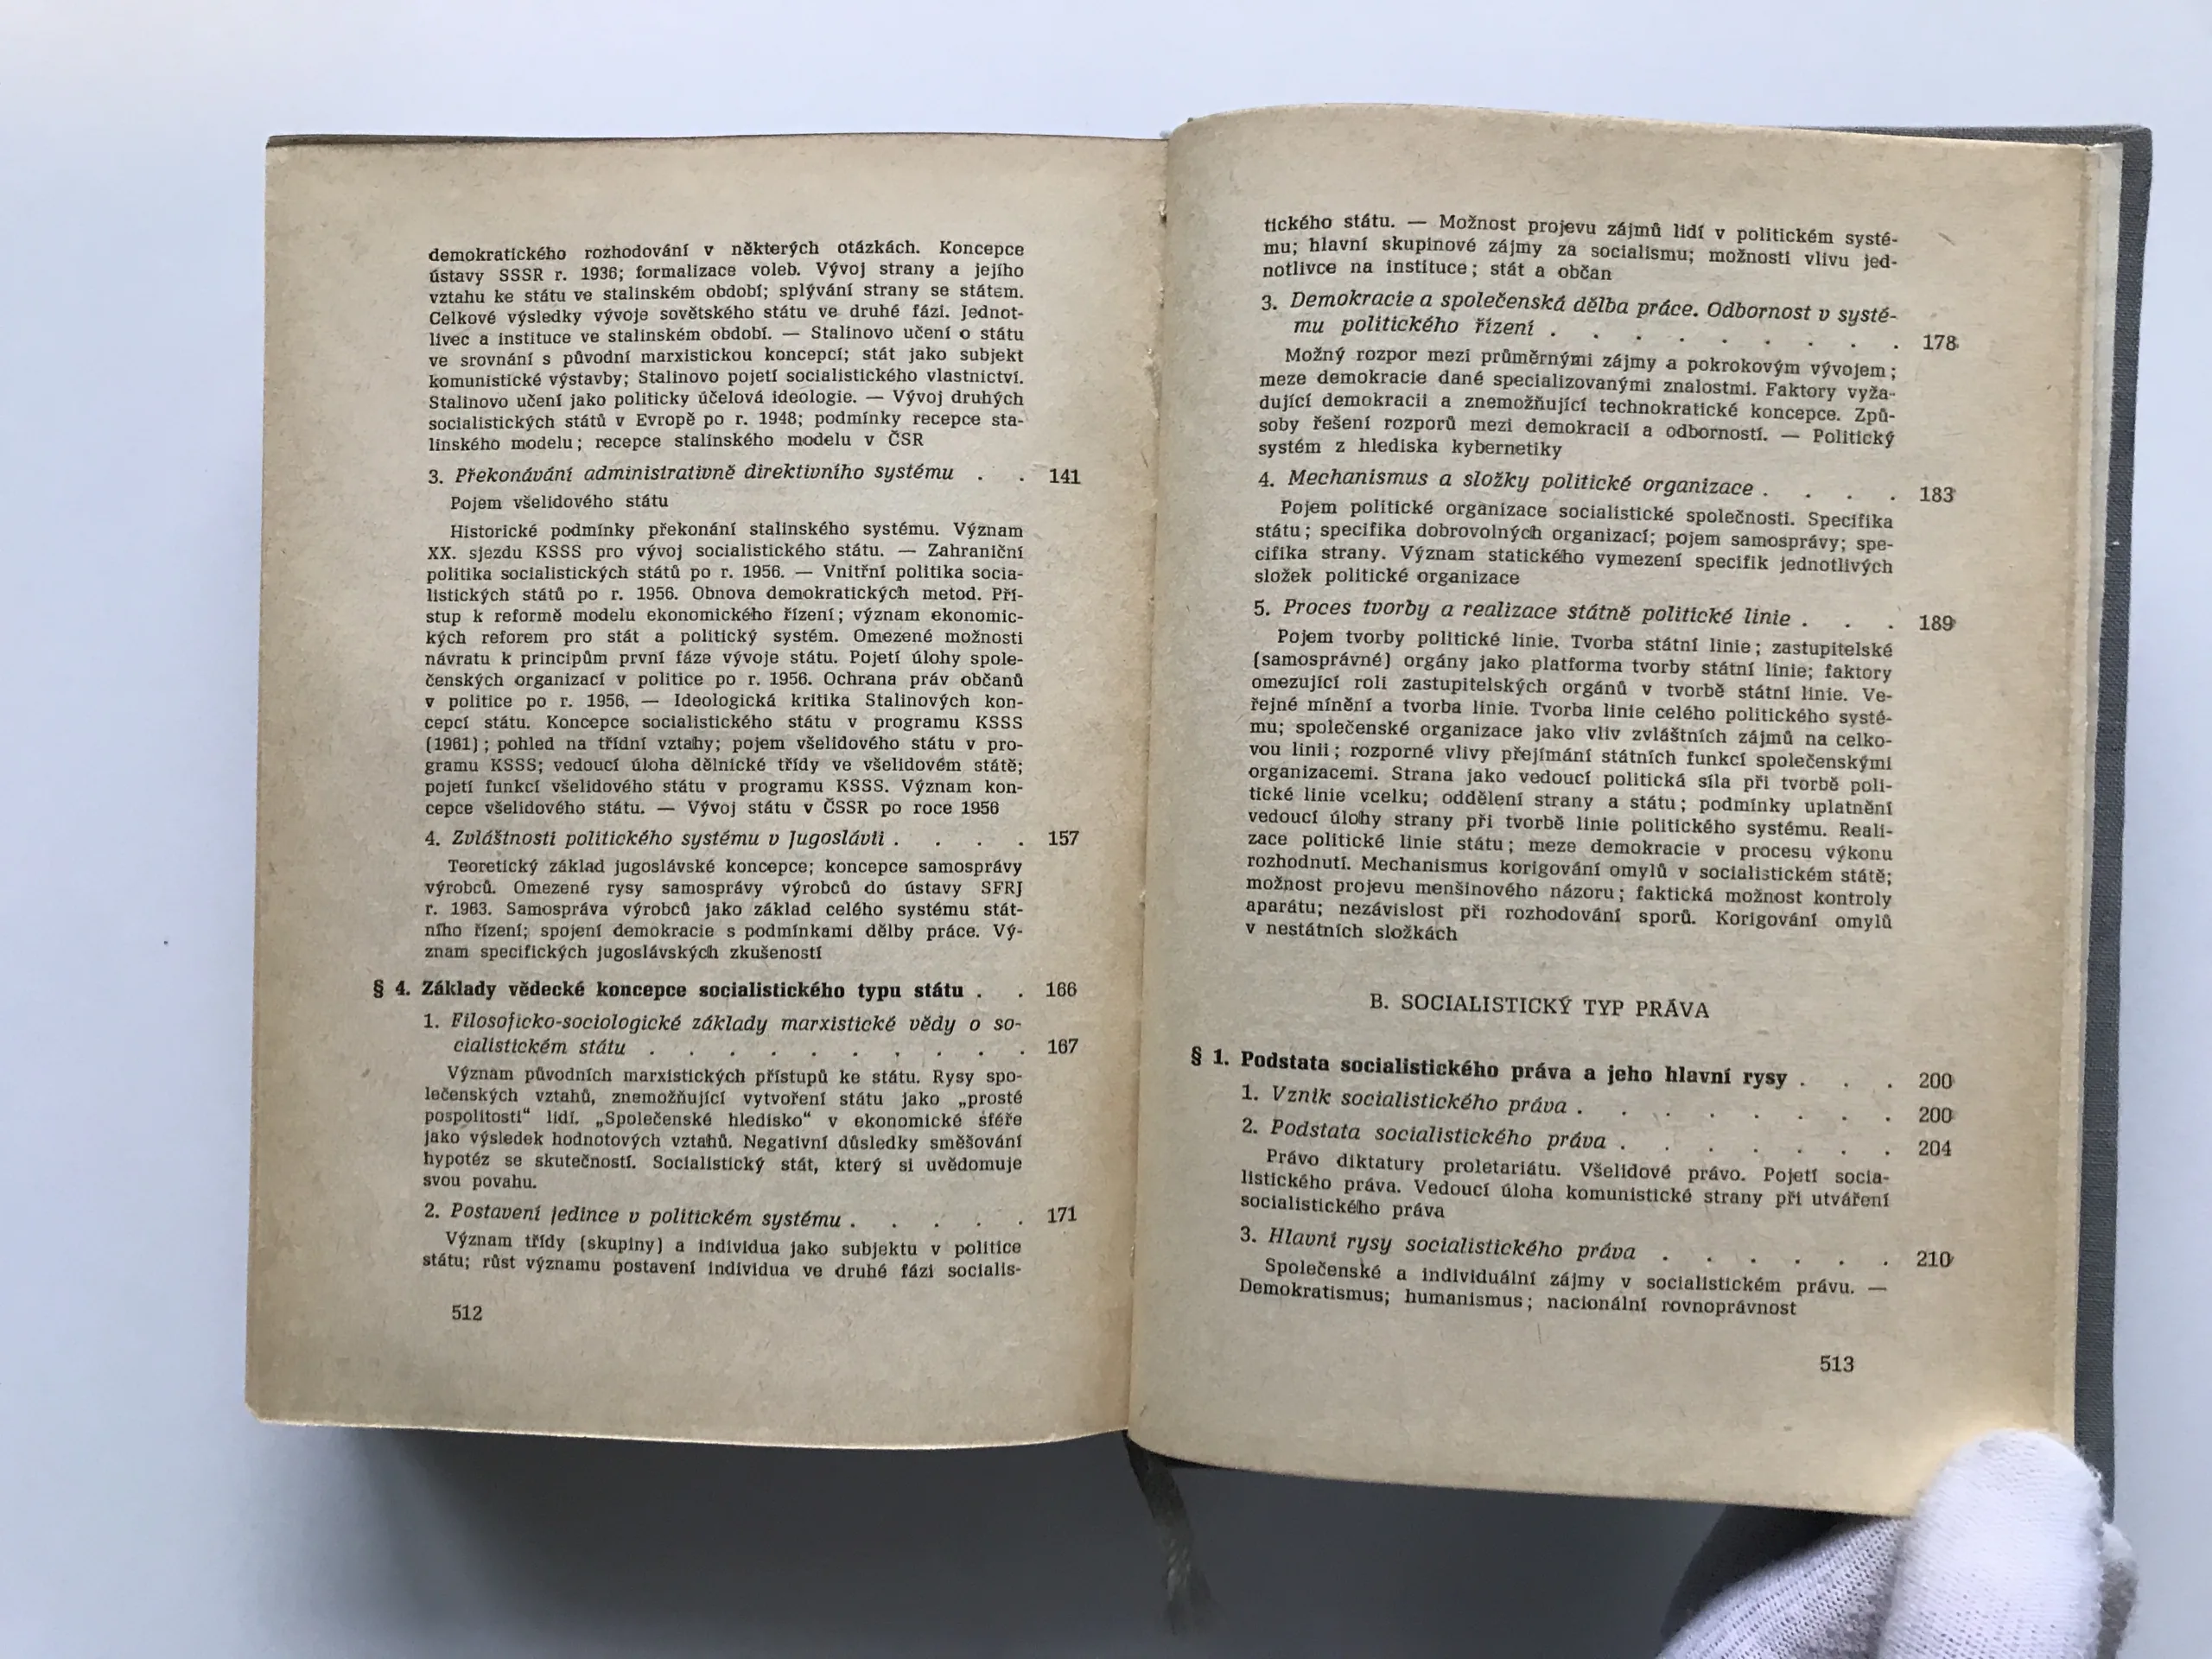 demokratického rozhodování v některých otázkách. Koncepce
ústavy SSSR r. 1936; formalizace voleb. Vývoj strany a jejího
vztahu ke státu ve stalinském období; splývání strany se státem.
Celkové výsledky vývoje sovětského státu ve druhé fázi. Jednot-
livec a instituce ve stalinském období. — Stalinovo učení o státu
ve srovnání s původní marxistickou koncepcí; stát jako subjekt
komunistické výstavby; Stalinovo pojetí socialistického vlastnictví.
Stalinovo učení jako politicky účelová ideologie. — Vývoj druhých
socialistických států v Evropě po r. 1948; podmínky recepce sta-
linského modelu; recepce stalinského modelu v ČSR
3. Překonávání administrativně direktivního systému . . 141
Pojem všelidového státu
Historické podmínky překonání stalinského systému. Význam
XX. sjezdu KSSS pro vývoj socialistického státu. — Zahraniční
politika socialistických států po r. 1956. — Vnitřní politika socia-
listických států po r. 1956. Obnova demokratických metod. Pří-
stup k reformě modelu ekonomického řízení; význam ekonomic-
kých reforem pro stát a politický systém. Omezené možnosti
návratu k principům první fáze vývoje státu. Pojetí úlohy spole-
čenských organizací v politice po r. 1956. Ochrana práv občanů
v politice po r. 1956. — Ideologická kritika Stalinových kon-
cepcí státu. Koncepce socialistického státu v programu KSSS
(1961); pohled na třídní vztahy; pojem všelidového státu v pro-
gramu KSSS; vedoucí úloha dělnické třídy ve všelidovém státě;
pojetí funkcí všelidového státu v programu KSSS. Význam kon-
cepce všelidového státu. — Vývoj státu v ČSSR po roce 1956
4. Zvláštnosti politického systému v Jugoslávii . . . . 157
Teoretický základ jugoslávské koncepce; koncepce samosprávy
výrobců. Omezené rysy samosprávy výrobců do ústavy SFRJ
r. 1963. Samospráva výrobců jako základ celého systému stát-
ního řízení; spojení demokracie s podmínkami dělby práce. Vý-
znam specifických jugoslávských zkušeností
§ 4. Základy vědecké koncepce socialistického typu státu . . 166
1. Filosoficko-sociologické základy marxistické vědy o so-
cialistickém státu . . . . . . . . . . 167
Význam původních marxistických přístupů ke státu. Rysy spo-
lečenských vztahů, znemožňující vytvoření státu jako „prosté
pospolitosti“ lidí. „Společenské hledisko“ v ekonomické sféře
jako výsledek hodnotových vztahů. Negativní důsledky směšování
hypotéz se skutečností. Socialistický stát, který si uvědomuje
svou povahu.
2. Postavení jedince v politickém systému . . . . . 171
Význam třídy (skupiny) a individua jako subjektu v politice
státu; růst významu postavení individua ve druhé fázi socialis-
512
tického státu. — Možnost projevu zájmů lidí v politickém systé-
mu; hlavní skupinové zájmy za socialismu; možnosti vlivu jed-
notlivce na instituce; stát a občan
3. Demokracie a společenská dělba práce. Odbornost v systé-
mu politického řízení . . . . . . . . . 178
Možný rozpor mezi průměrnými zájmy a pokrokovým vývojem;
meze demokracie dané specializovanými znalostmi. Faktory vyža-
dující demokracii a znemožňující technokratické koncepce. Způ-
soby řešení rozporů mezi demokracií a odborností. — Politický
systém z hlediska kybernetiky
4. Mechanismus a složky politické organizace . . . . 183
Pojem politické organizace socialistické společnosti. Specifika
státu; specifika dobrovolných organizací; pojem samosprávy; spe-
cifika strany. Význam statického vymezení specifik jednotlivých
složek politické organizace
5. Proces tvorby a realizace státně politické linie . . . 189
Pojem tvorby politické linie. Tvorba státní linie; zastupitelské
(samosprávné) orgány jako platforma tvorby státní linie; faktory
omezující roli zastupitelských orgánů v tvorbě státní linie. Ve-
řejné mínění a tvorba linie. Tvorba linie celého politického systé-
mu; společenské organizace jako vliv zvláštních zájmů na celko-
vou linii; rozporné vlivy přejímání státních funkcí společenskými
organizacemi. Strana jako vedoucí politická síla při tvorbě poli-
tické linie vcelku; oddělení strany a státu; podmínky uplatnění
vedoucí úlohy strany při tvorbě linie politického systému. Reali-
zace politické linie státu; meze demokracie v procesu výkonu
rozhodnutí. Mechanismus korigování omylů v socialistickém státě;
možnost projevu menšinového názoru; faktická možnost kontroly
aparátu; nezávislost při rozhodování sporů. Korigování omylů
v nestátních složkách
B. SOCIALISTICKÝ TYP PRÁVA
§ 1. Podstata socialistického práva a jeho hlavní rysy . . . 200
1. Vznik socialistického práva . . . . . . . . 200
2. Podstata socialistického práva . . . . . . . 204
Právo diktatury proletariátu. Všelidové právo. Pojetí socia-
listického práva. Vedoucí úloha komunistické strany při utváření
socialistického práva
3. Hlavní rysy socialistického práva . . . . . . 210
Společenské a individuální zájmy v socialistickém právu. —
Demokratismus; humanismus; nacionální rovnoprávnost
513